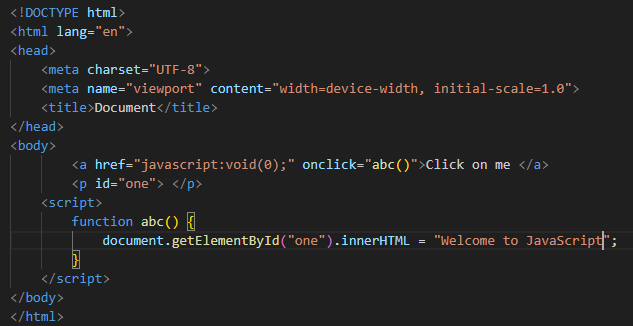 <!DOCTYPE html>
<html lang="en">
<head>
    <meta charset="UTF-8">
    <meta name="viewport" content="width=device-width, initial-scale=1.0">
    <title>Document</title>
</head>
<body>
        <a href="javascript:void(0);" onclick="abc()">Click on me </a>
        <p id="one"> </p>
    <script>
        function abc() {
            document.getElementById("one").innerHTML = "Welcome to JavaScript";
        }
    </script>
</body>
</html>